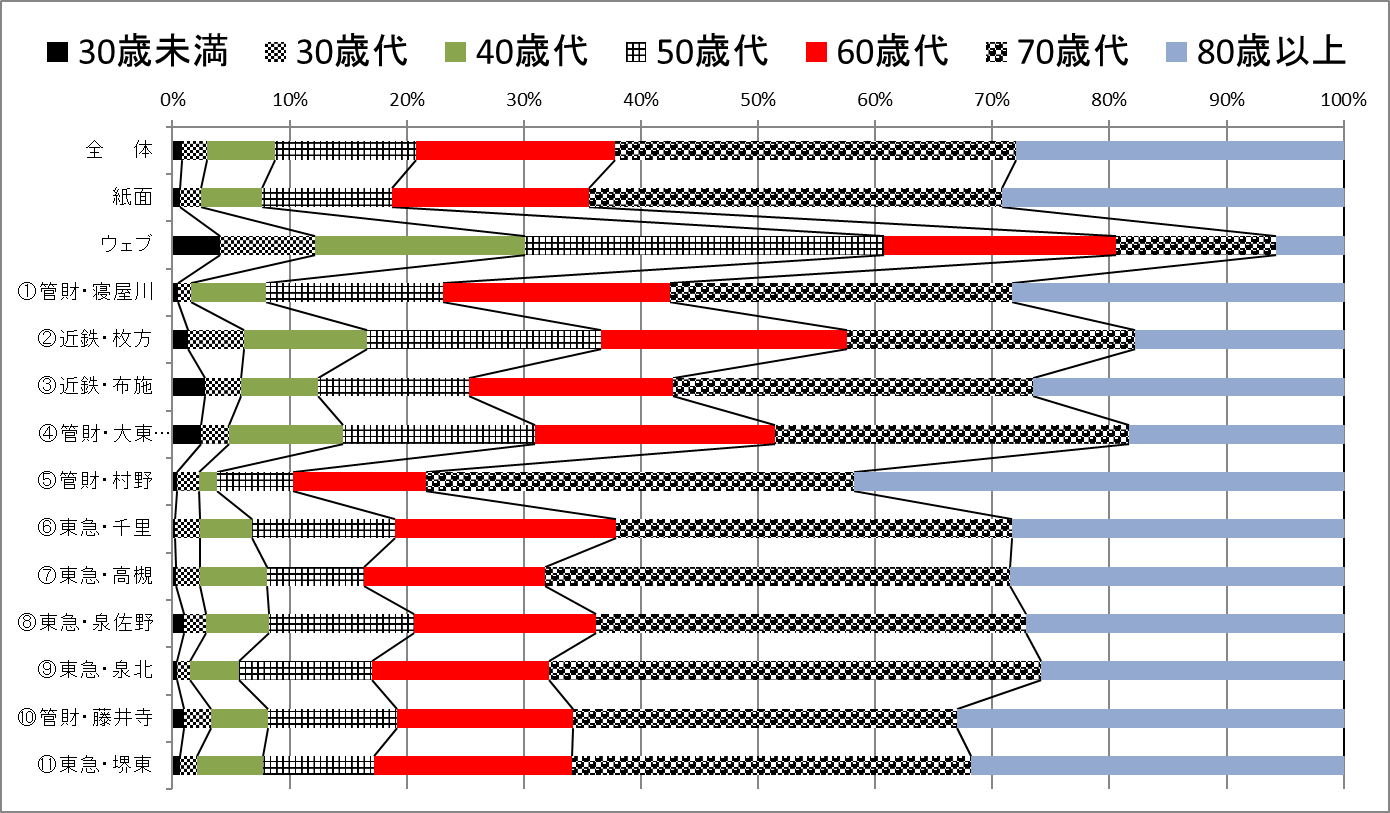 30歳未満 30歳代 40歳代 50歳代 60歳代 70歳代 80歳以上
0% 10% 20% 30% 40% 50% 60% 70% 80% 90% 100%
全 体
紙面
ウェブ
①管財・寝屋川
②近鉄・枚方
③近鉄・布施
④管財・大東…
⑤管財・村野
⑥東急・千里
⑦東急・高槻
⑧東急・泉佐野
⑨東急・泉北
⑩管財・藤井寺
⑪東急・堺東